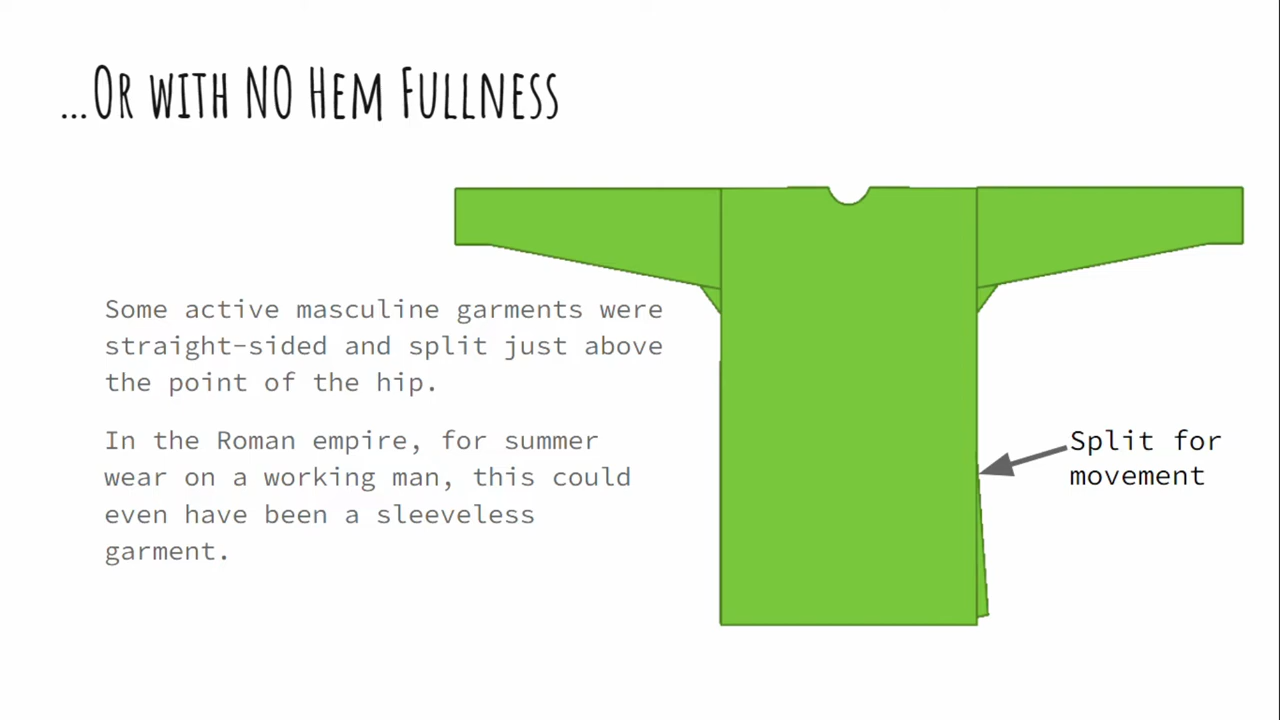 ...Or with NO Hem Fullness
Some active masculine garments were
straight-sided and split just above
the point of the hip.
In the Roman empire, for summer
wear on a working man, this could
even have been a sleeveless
garment.
Split for
movement